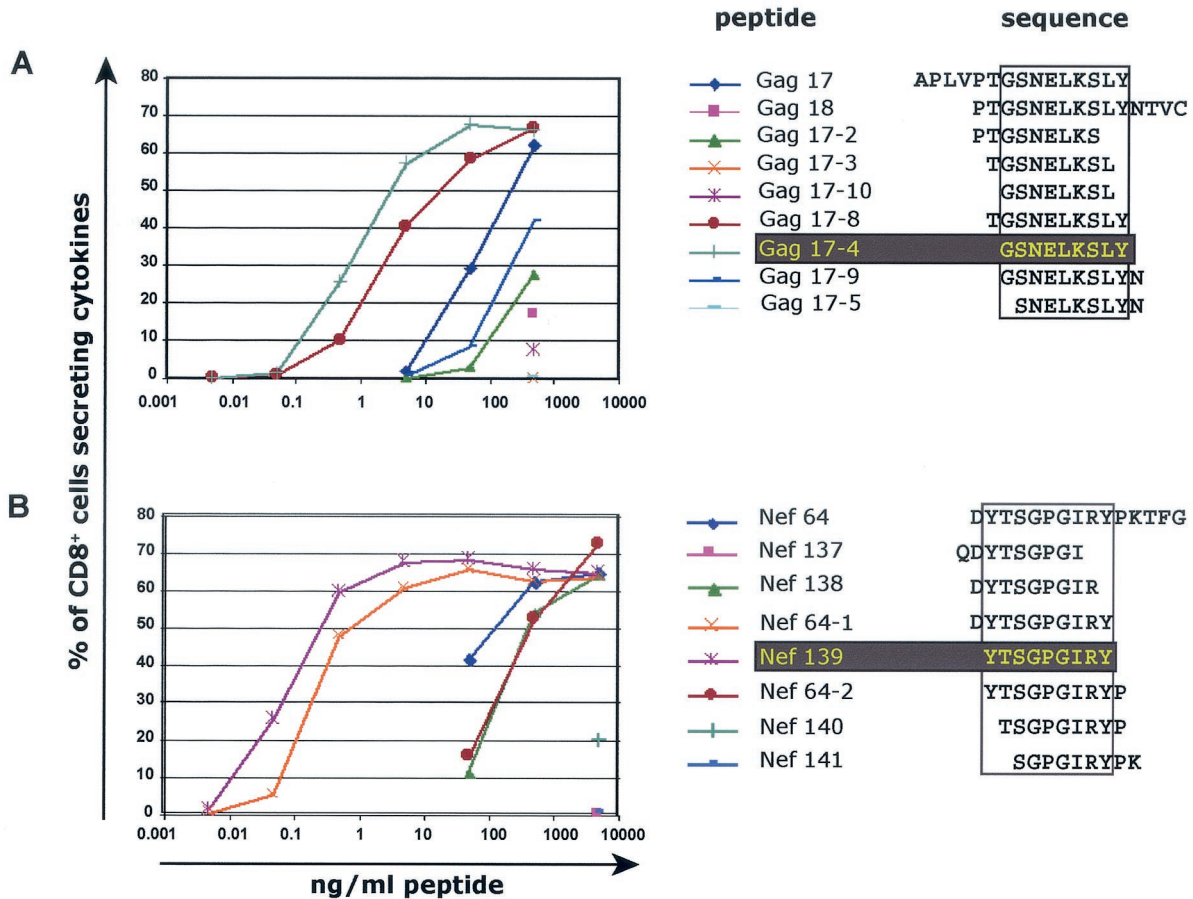 peptide sequence
A
80
70
60
50
40
30
20
10
0
0.001 0.01 0.1 1 10 100 1000 10000
Gag 17 APLVPTGSNELKSLY
Gag 18 PTGSNELKSLYNTVC
Gag 17-2 PTGSNELKS
Gag 17-3 TGSNELKSL
Gag 17-10 GSNELKSL
Gag 17-8 TGSNELKSLY
Gag 17-4 GSNELKSLY
Gag 17-9 GSNELKSLYN
Gag 17-5 SNELKSLYN
% of CD8+ cells secreting cytokines
B
80
70
60
50
40
30
20
10
0
0.001 0.01 0.1 1 10 100 1000 10000
ng/ml peptide
Nef 64 DYTSGPGIRYPKTFG
Nef 137 QDYTSGPGI
Nef 138 DYTSGPGIR
Nef 64-1 DYTSGPGIRY
Nef 139 YTSGPGIRY
Nef 64-2 YTSGPGIRYP
Nef 140 TSGPGIRYP
Nef 141 SGPGIRYPK